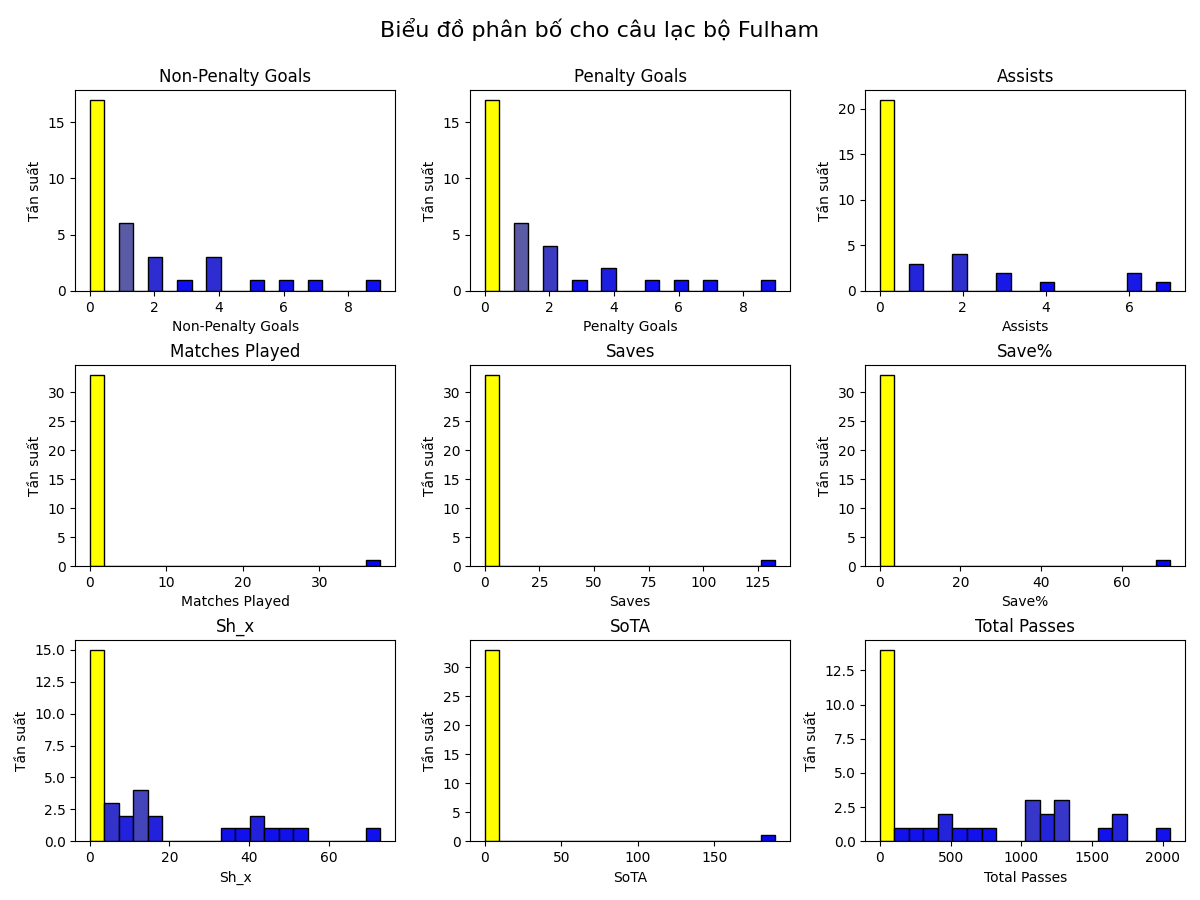 Biểu đồ phân bố cho câu lạc bộ Fulham
Non-Penalty Goals
Penalty Goals
Assists
Tần suất
15
10
5
0
0 2 4 6 8
Non-Penalty Goals
Tần suất
15
10
5
0
0 2 4 6 8
Penalty Goals
Tần suất
20
15
10
5
0
0 2 4 6
Assists
Matches Played
Saves
Save%
Tần suất
30
25
20
15
10
5
0
0 10 20 30
Matches Played
Tần suất
30
25
20
15
10
5
0
0 25 50 75 100 125
Saves
Tần suất
30
25
20
15
10
5
0
0 20 40 60
Save%
Sh_x
SoTA
Total Passes
Tần suất
15.0
12.5
10.0
7.5
5.0
2.5
0.0
0 20 40 60
Sh_x
Tần suất
30
25
20
15
10
5
0
0 50 100 150
SoTA
Tần suất
12.5
10.0
7.5
5.0
2.5
0.0
0 500 1000 1500 2000
Total Passes